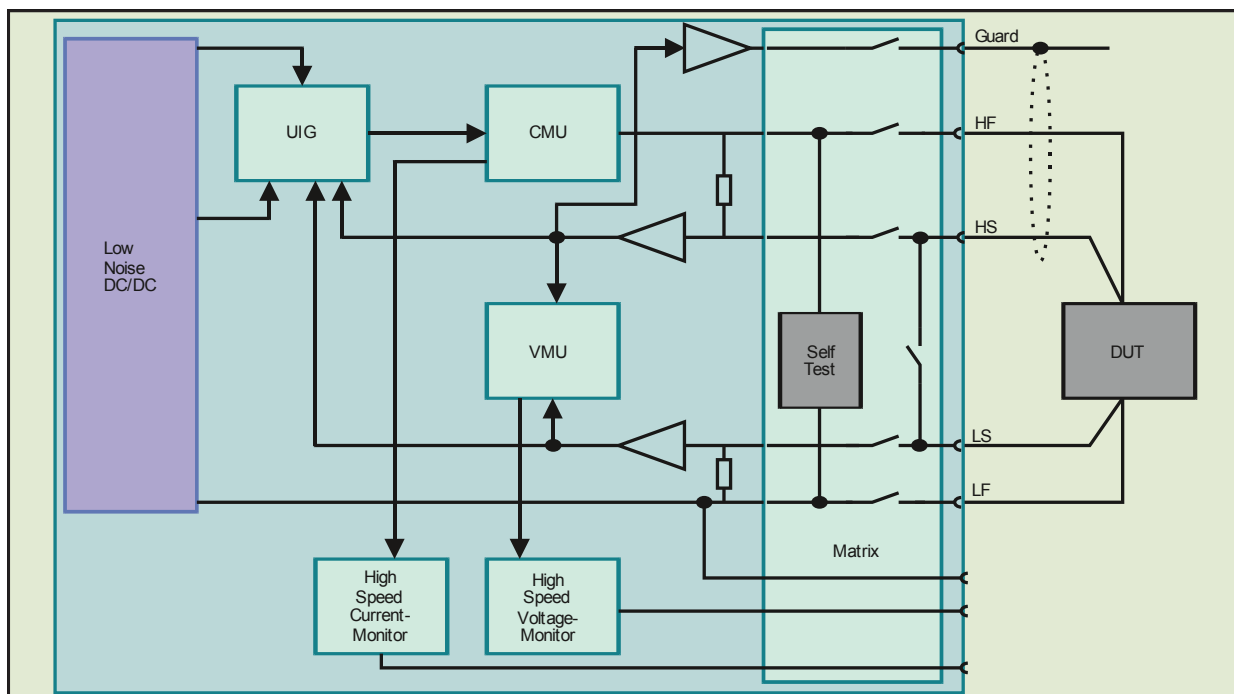 Guard
UIG
CMU
HF
Low
Noise
DC/DC
HS
VMU
Self
Test
DUT
LS
LF
Matrix
High
Speed
Current-
Monitor
High
Speed
Voltage-
Monitor